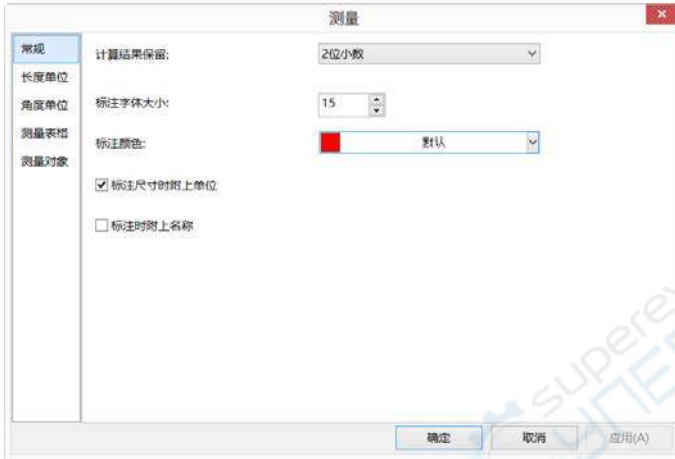 测量
常规
长度单位
角度单位
测量表格
测量对象
计算结果保留:
2位小数
标注字体大小:
15
标注颜色:
默认
标注尺寸时附上单位
标注时附上名称
确定
取消
应用(A)